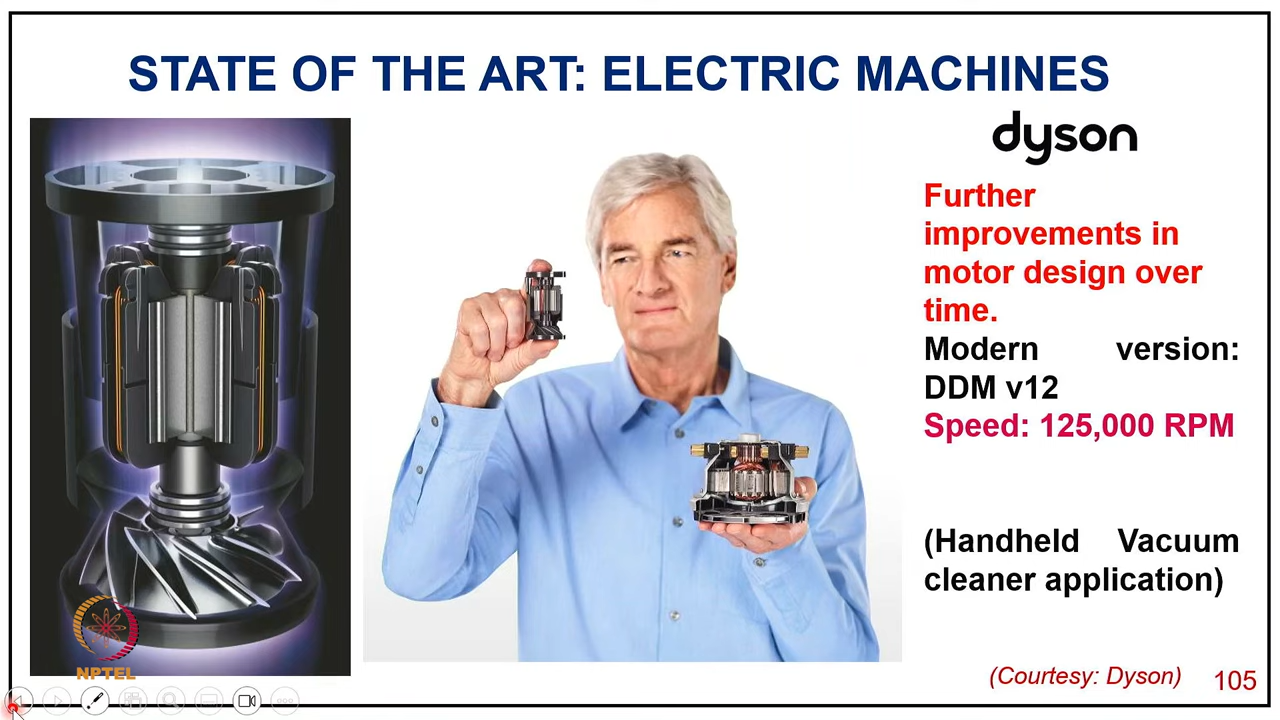 STATE OF THE ART: ELECTRIC MACHINES
dyson
Further
improvements in
motor design over
time.
Modern version:
DDM v12
Speed: 125,000 RPM
(Handheld Vacuum
cleaner application)
NPTEL
(Courtesy: Dyson)
105